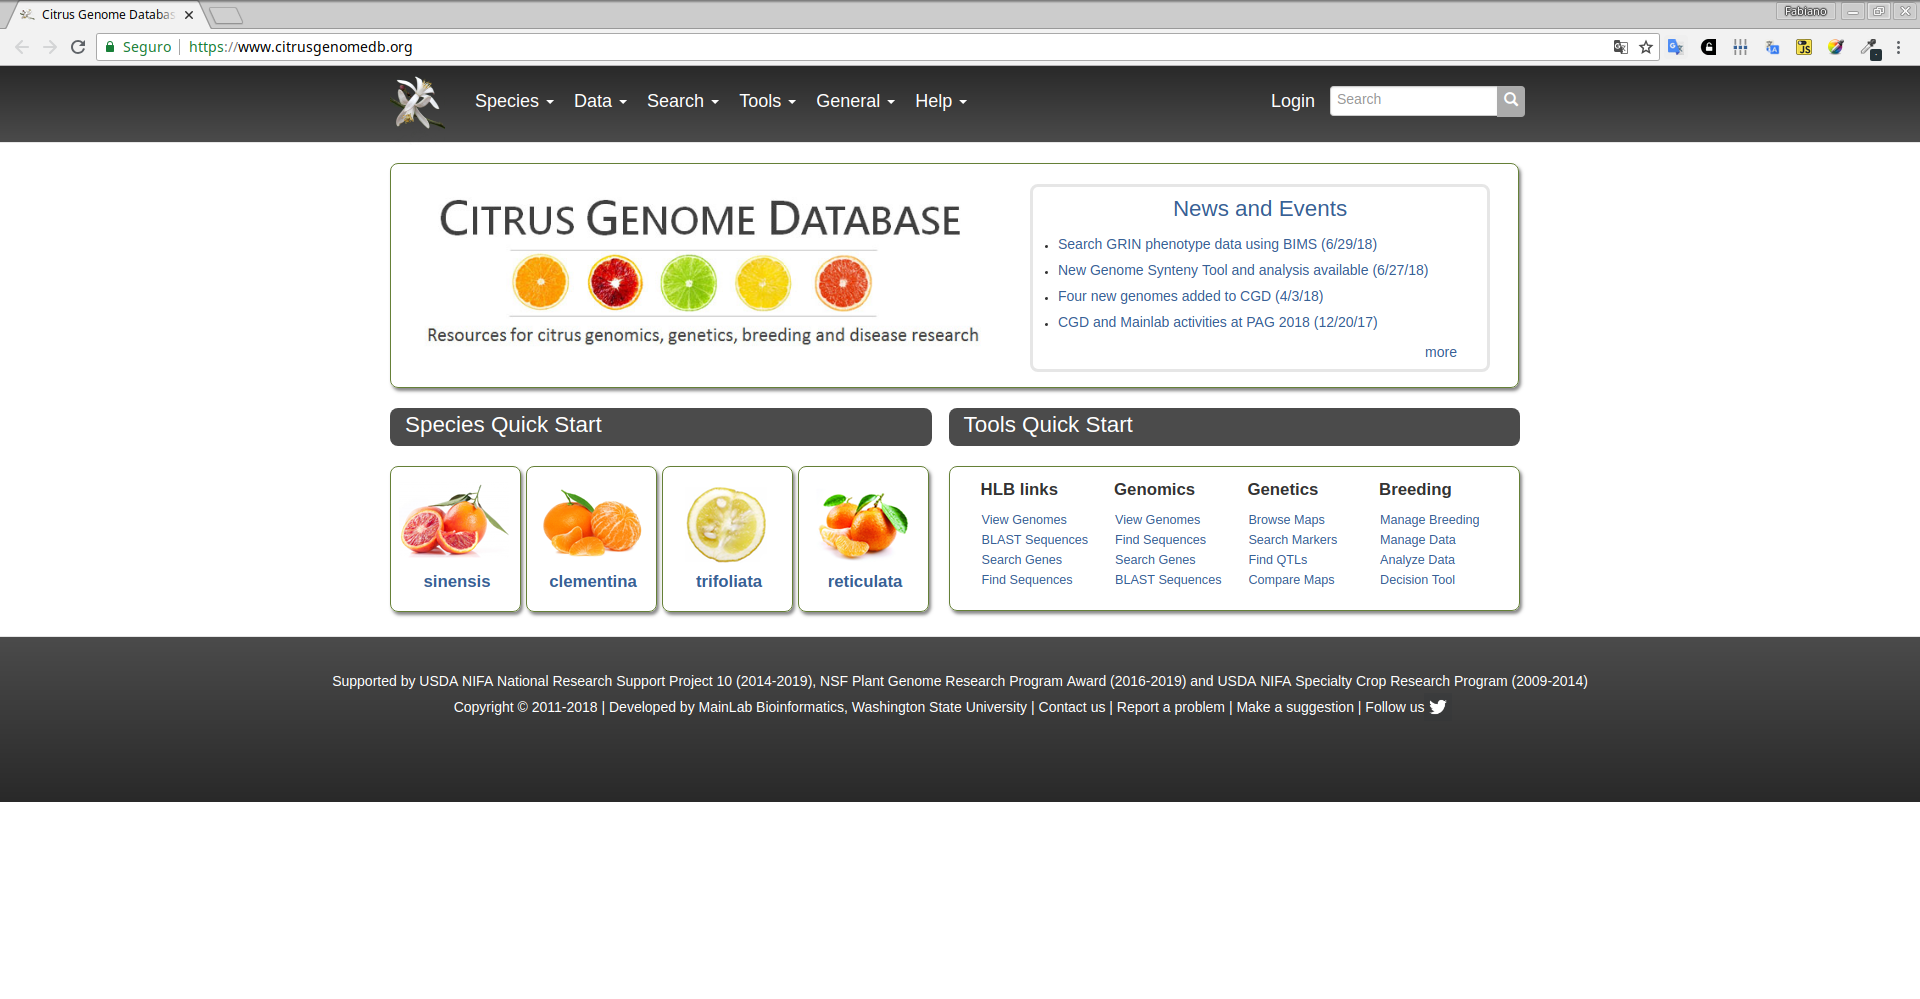 Citrus Genome Databas
Fabiano
Seguro https://www.citrusgenomedb.org
Species Data Search Tools General Help Login Search
CITRUS GENOME DATABASE
Resources for citrus genomics, genetics, breeding and disease research
News and Events
Search GRIN phenotype data using BIMS (6/29/18)
New Genome Synteny Tool and analysis available (6/27/18)
Four new genomes added to CGD (4/3/18)
CGD and Mainlab activities at PAG 2018 (12/20/17)
more
Species Quick Start
sinensis clementina trifoliata reticulata
Tools Quick Start
HLB links Genomics Genetics Breeding
View Genomes View Genomes Browse Maps Manage Breeding
BLAST Sequences Find Sequences Search Markers Manage Data
Search Genes Search Genes Find QTLs Analyze Data
Find Sequences BLAST Sequences Compare Maps Decision Tool
Supported by USDA NIFA National Research Support Project 10 (2014-2019), NSF Plant Genome Research Program Award (2016-2019) and USDA NIFA Specialty Crop Research Program (2009-2014)
Copyright © 2011-2018 | Developed by MainLab Bioinformatics, Washington State University | Contact us | Report a problem | Make a suggestion | Follow us